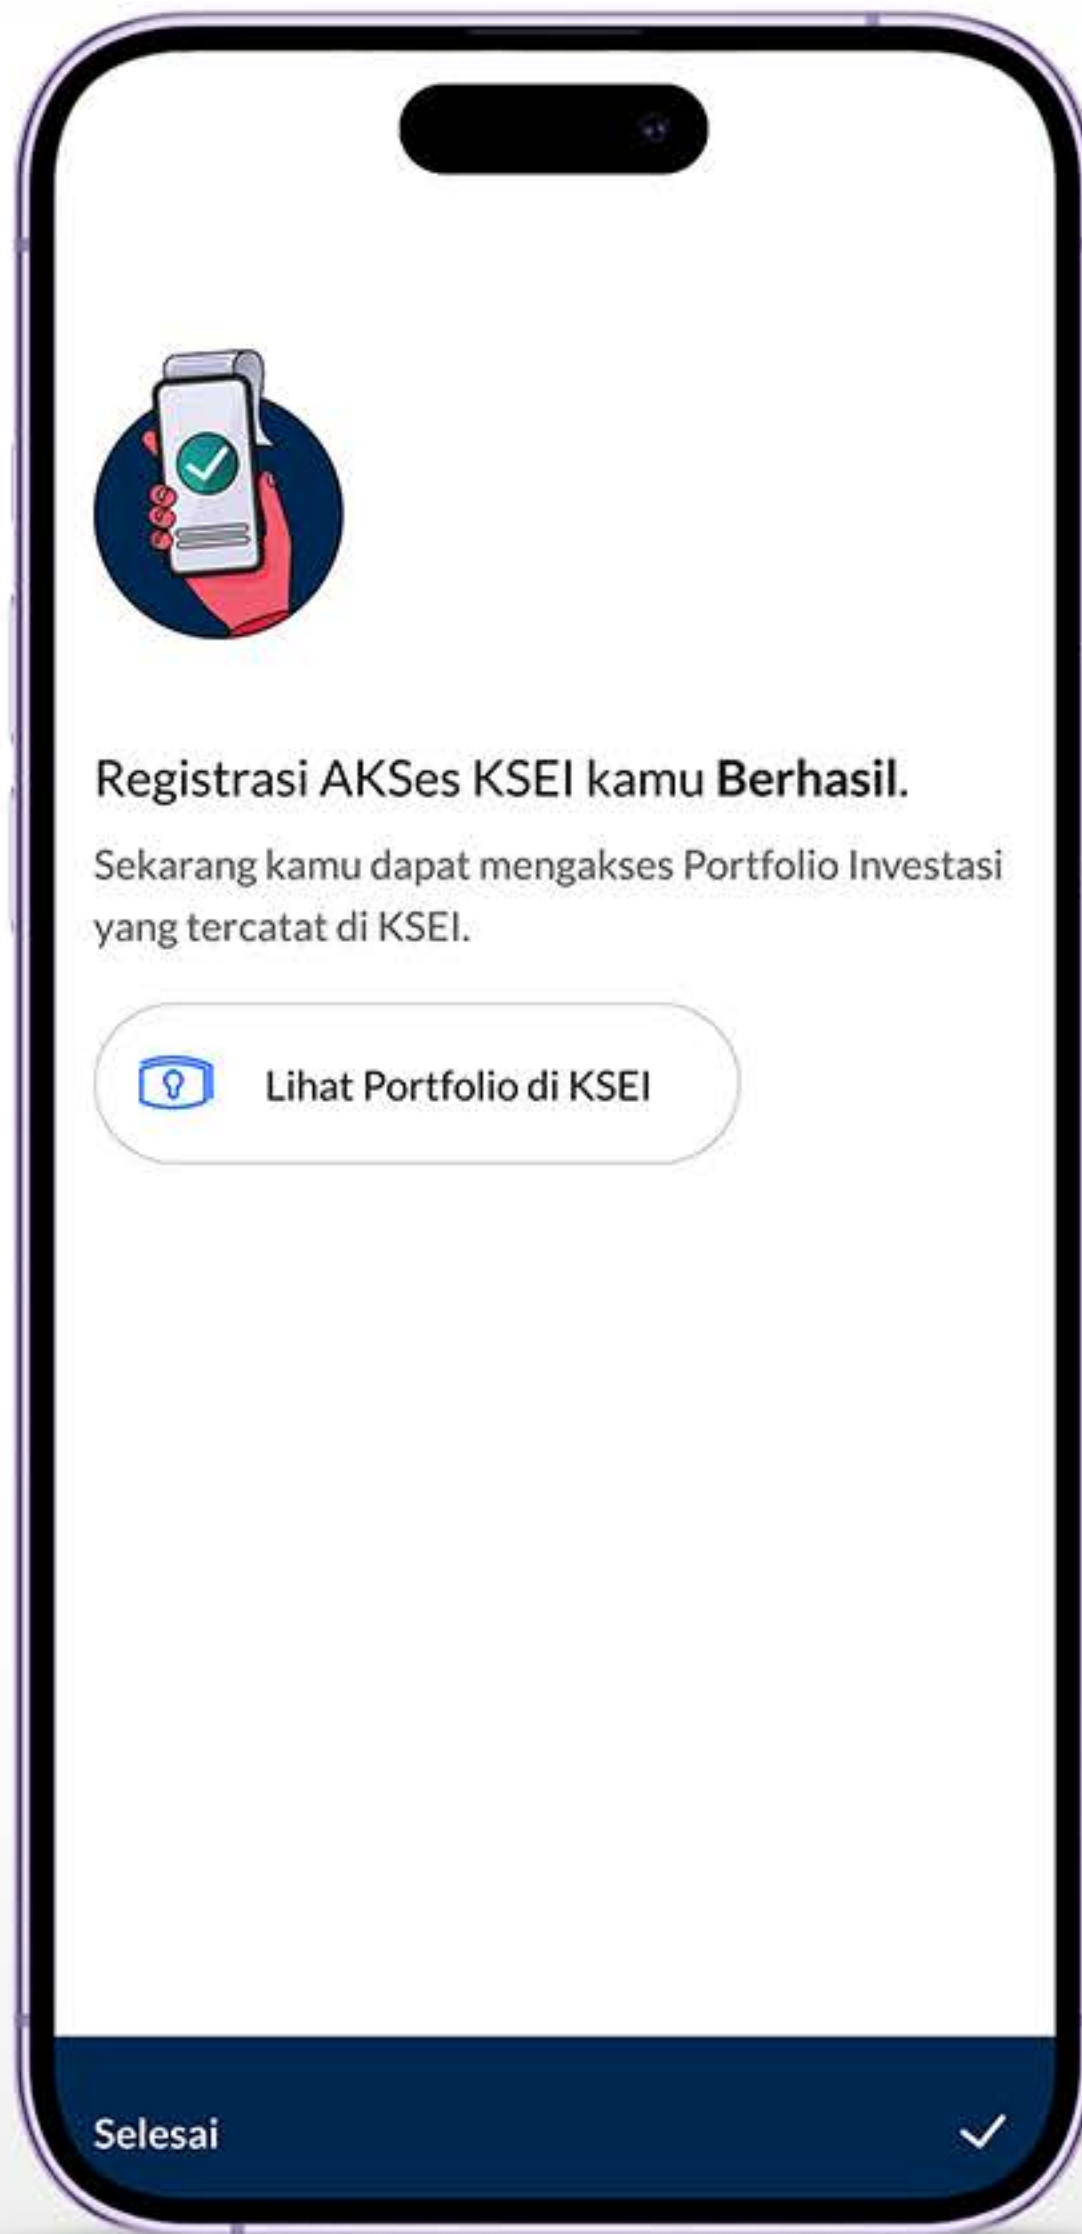 Registrasi AKSes KSEI kamu Berhasil.
Sekarang kamu dapat mengakses Portfolio Investasi
yang tercatat di KSEI.
Lihat Portfolio di KSEI
Selesai